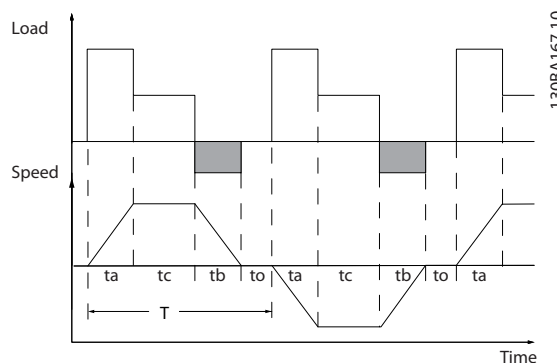 Load
130BA167.10
Speed
ta tc tb to ta tc tb to ta
T
Time